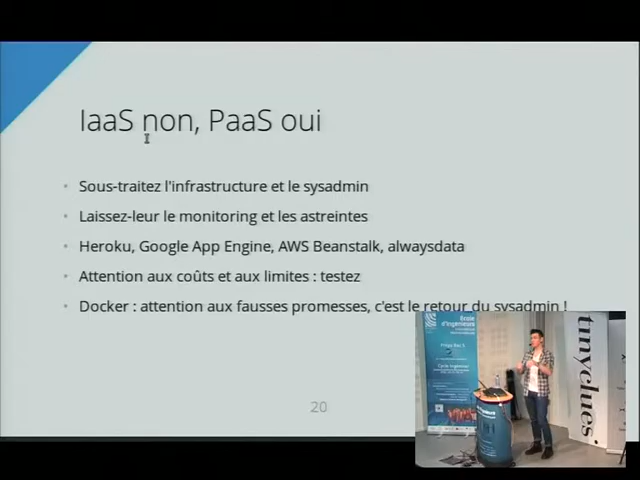 IaaS non, PaaS oui
• Sous-traitez l'infrastructure et le sysadmin
• Laissez-leur le monitoring et les astreintes
• Heroku, Google App Engine, AWS Beanstalk, alwaysdata
• Attention aux coûts et aux limites : testez
• Docker : attention aux fausses promesses, c'est le retour du sysadmin !
20
Ecole
d'ingénieurs
tinyclues.